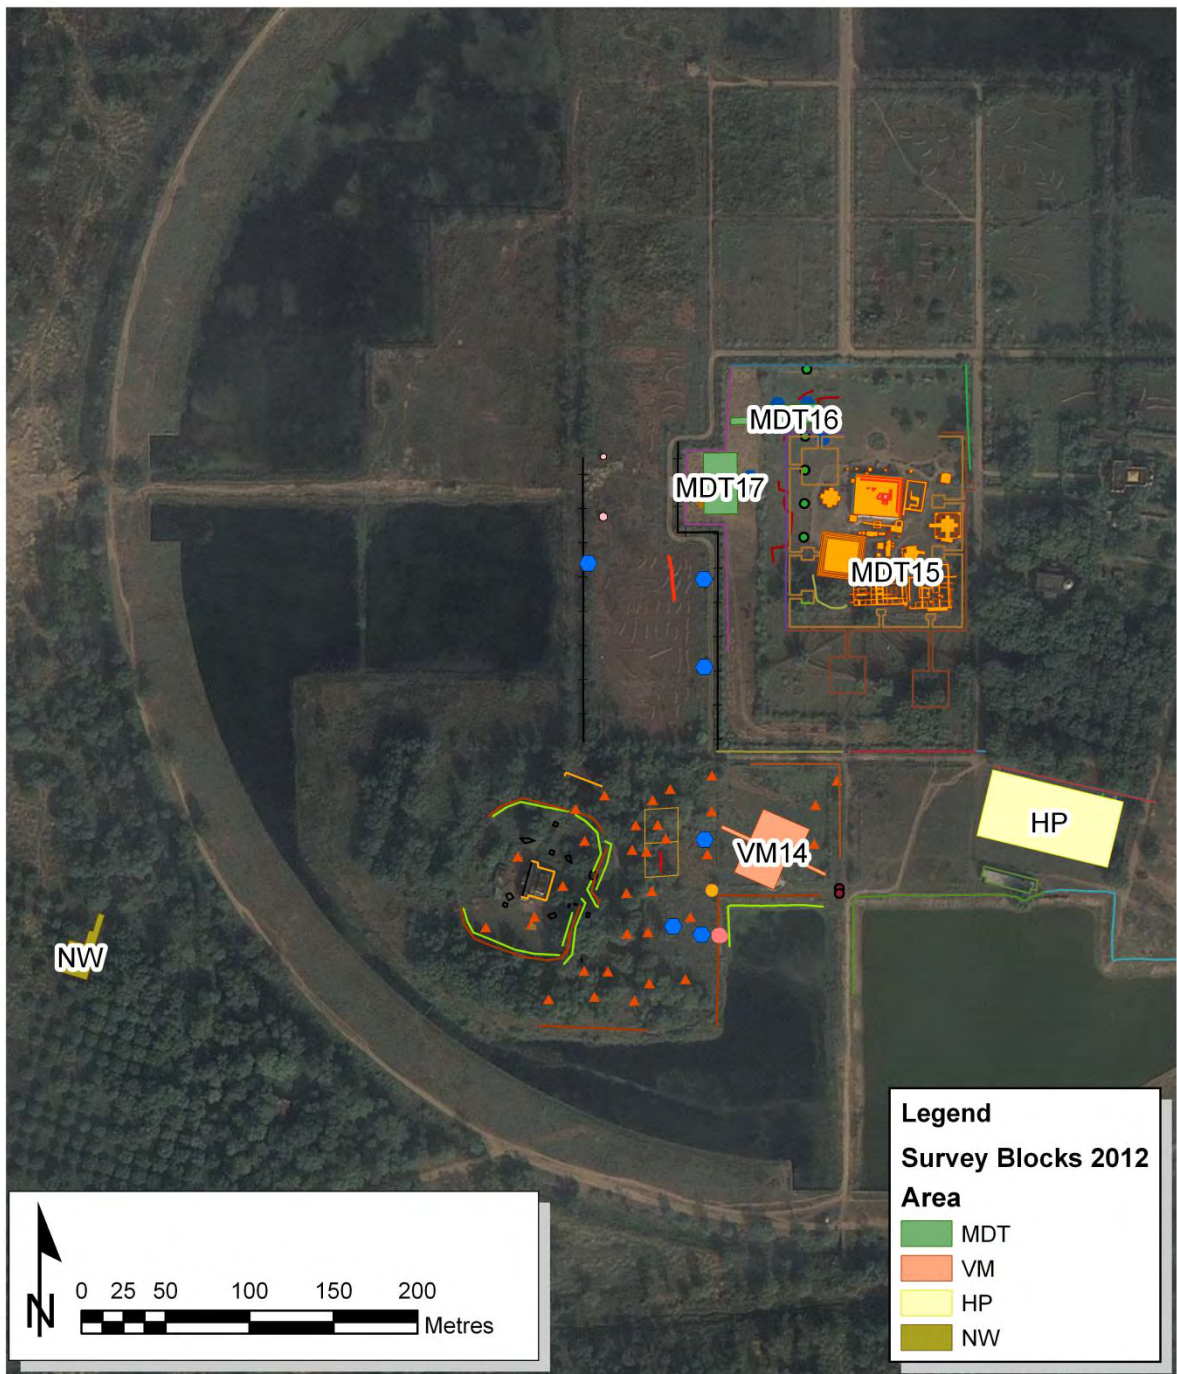 MDT16
MDT17
MDT15
HP
VM14
NW
Legend
Survey Blocks 2012
Area
MDT
VM
HP
NW
N
0 25 50 100 150 200
Metres